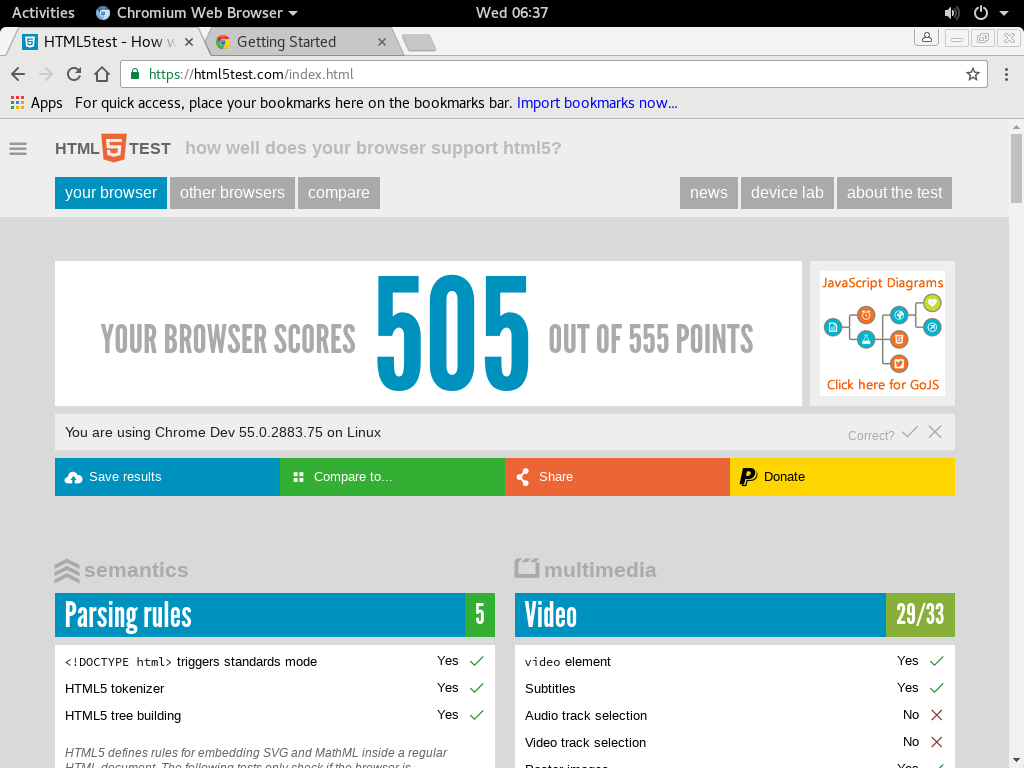 Activities Chromium Web Browser Wed 06:37
HTML5test - How w Getting Started
https://html5test.com/index.html
Apps For quick access, place your bookmarks here on the bookmarks bar. Import bookmarks now...
HTML 5 TEST how well does your browser support html5?
your browser other browsers compare news device lab about the test
JavaScript Diagrams
YOUR BROWSER SCORES 505 OUT OF 555 POINTS
Click here for GoJS
You are using Chrome Dev 55.0.2883.75 on Linux Correct?
Save results Compare to... Share Donate
semantics multimedia
Parsing rules 5 Video 29/33
<!DOCTYPE html> triggers standards mode Yes video element Yes
HTML5 tokenizer Yes Subtitles Yes
HTML5 tree building Yes Audio track selection No
Video track selection No
HTML5 defines rules for embedding SVG and MathML inside a regular
HTML document. The following tests only check if the browser is
Poster images Yes